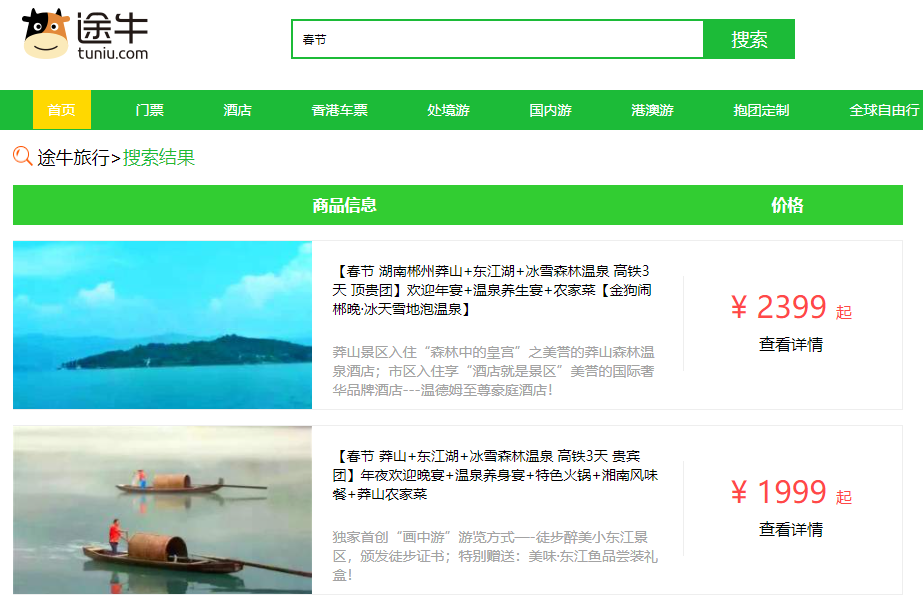 途牛
tuniu.com
春节
搜索
首页
门票
酒店
香港车票
处境游
国内游
港澳游
抱团定制
全球自由行
途牛旅行>搜索结果
商品信息
价格
【春节 湖南郴州莽山+东江湖+冰雪森林温泉 高铁3
天 顶贵团】欢迎年宴+温泉养生宴+农家菜【金狗闹
郴晚·冰天雪地泡温泉】
莽山景区入住“森林中的皇宫”之美誉的莽山森林温
泉酒店；市区入住享“酒店就是景区”美誉的国际奢
华品牌酒店---温德姆至尊豪庭酒店！
¥ 2399 起
查看详情
【春节 莽山+东江湖+冰雪森林温泉 高铁3天 贵宾
团】年夜欢迎晚宴+温泉养身宴+特色火锅+湘南风味
餐+莽山农家菜
独家首创“画中游”游览方式—-徒步醉美小东江景
区，颁发徒步证书；特别赠送：美味·东江鱼品尝装礼
盒！
¥ 1999 起
查看详情